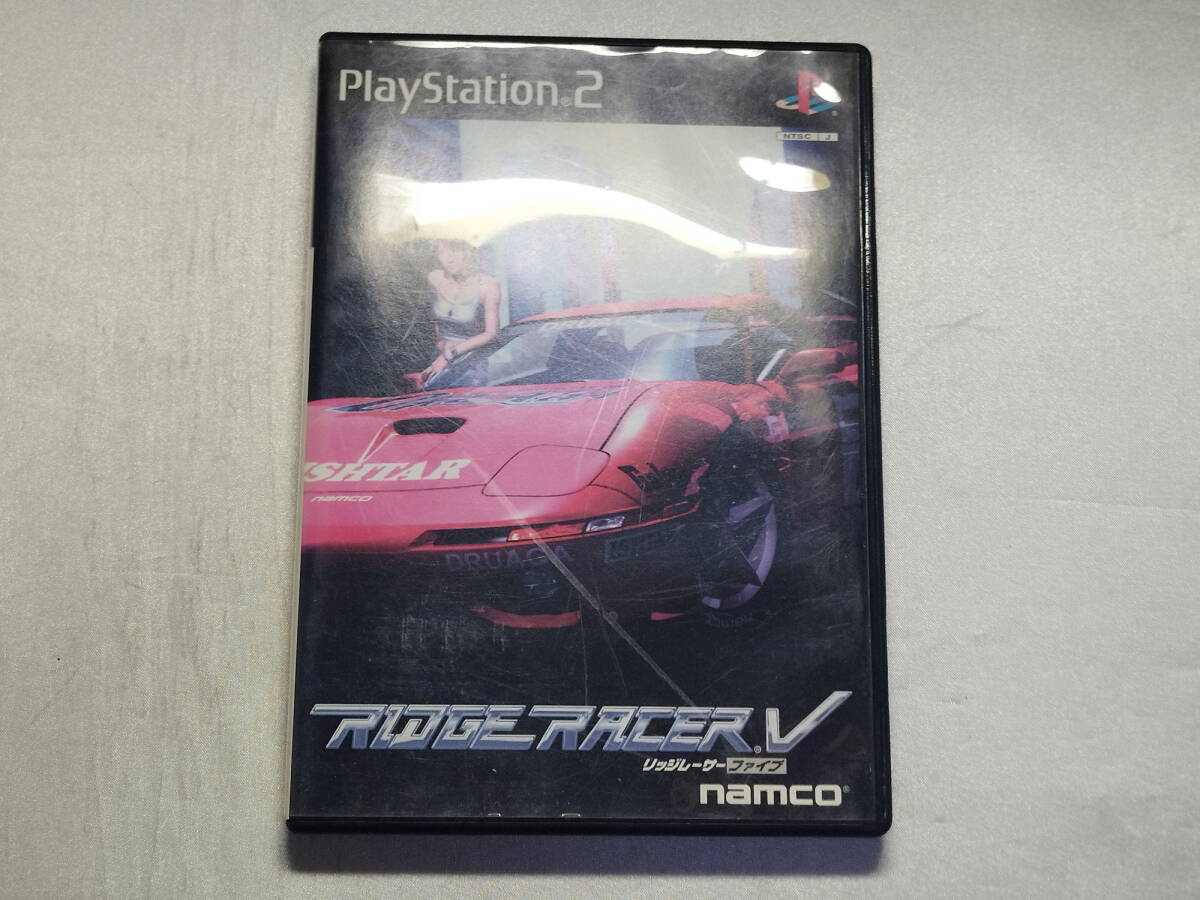 PlayStation®2
NTSC J
ISHTAR
namco
DRUAGA
RIDGE RACER® V
リッジレーサー ファイブ
namco®